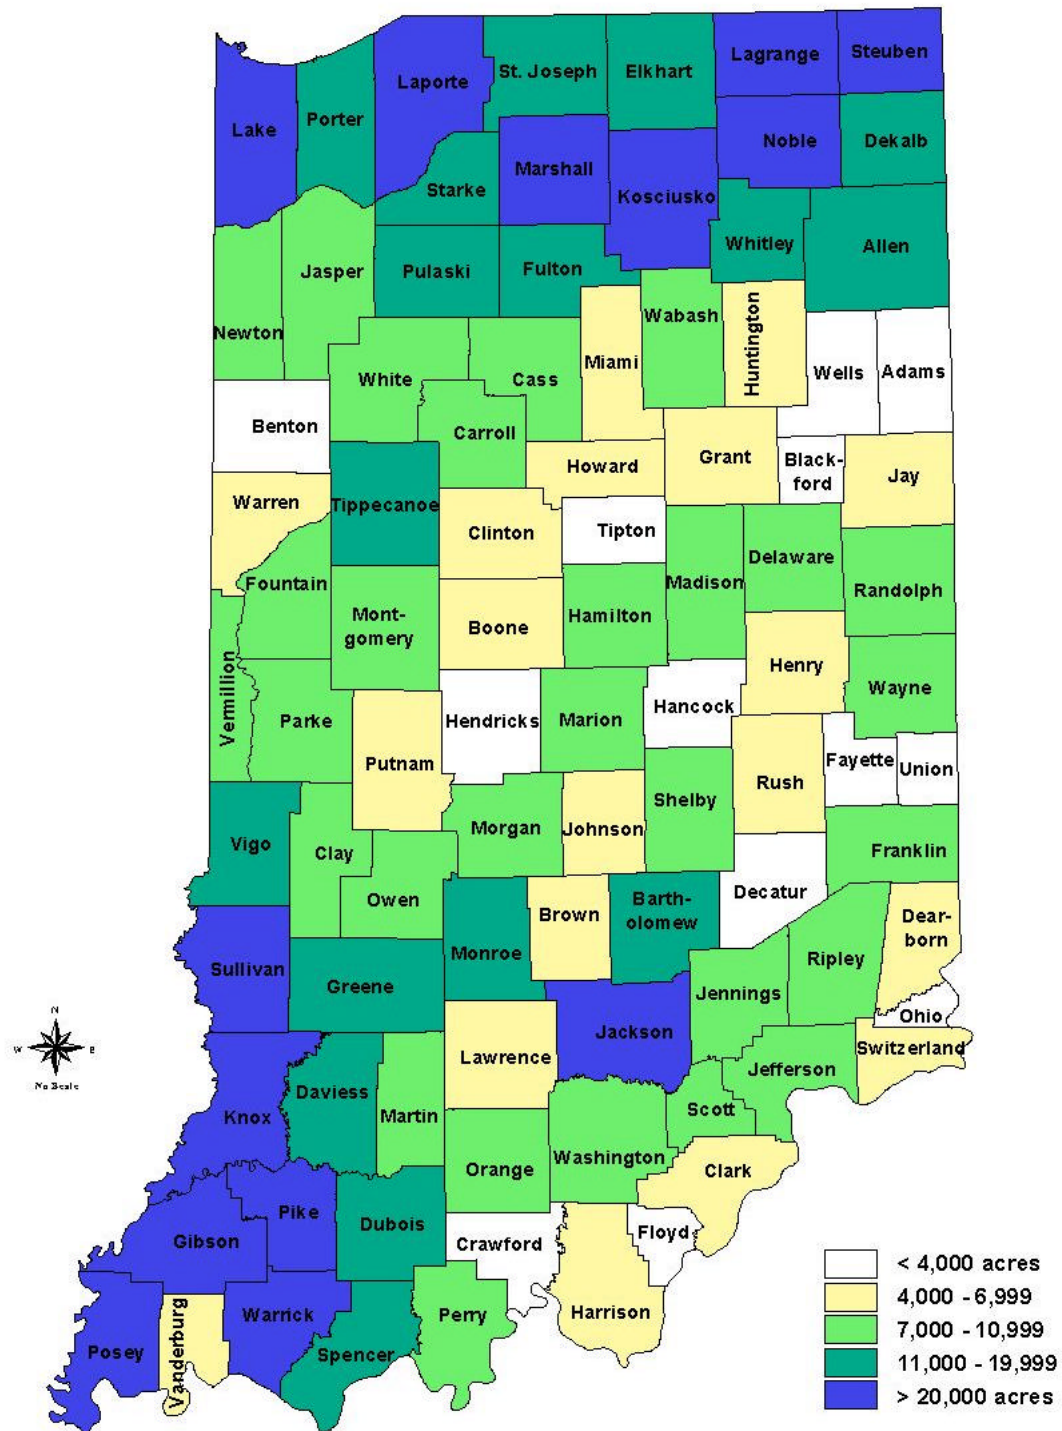 Lake
Porter
Laporte
St. Joseph
Elkhart
Lagrange
Steuben
Noble
Dekalb
Starke
Marshall
Kosciusko
Whitley
Allen
Newton
Jasper
Pulaski
Fulton
Miami
Wabash
Huntington
Wells
Adams
White
Cass
Benton
Carroll
Howard
Grant
Black-
ford
Jay
Warren
Tippecanoe
Clinton
Tipton
Fountain
Mont-
gomery
Boone
Hamilton
Madison
Delaware
Randolph
Vermillion
Parke
Putnam
Hendricks
Marion
Hancock
Henry
Wayne
Rush
Fayette
Union
Vigo
Clay
Owen
Morgan
Johnson
Shelby
Franklin
Decatur
Sullivan
Greene
Monroe
Brown
Barth-
olomew
Jennings
Ripley
Dear-
born
Ohio
Switzerland
Knox
Daviess
Martin
Lawrence
Jackson
Jefferson
Scott
Orange
Washington
Clark
Gibson
Pike
Dubois
Crawford
Floyd
Harrison
Posey
Vanderburg
Warrick
Spencer
Perry
N
W
E
No Scale
< 4,000 acres
4,000 - 6,999
7,000 - 10,999
11,000 - 19,999
> 20,000 acres